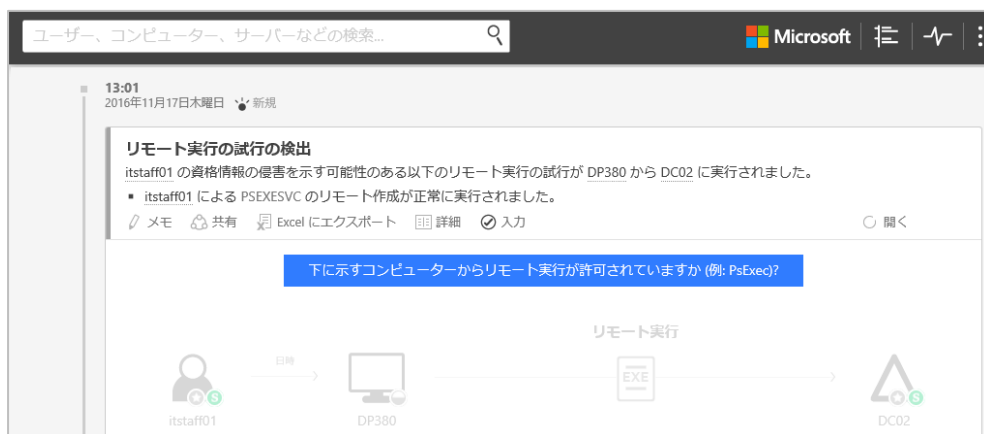 ユーザー、コンピューター、サーバーなどの検索...
Microsoft
13:01
2016年11月17日木曜日 新規
リモート実行の試行の検出
itstaff01 の資格情報の侵害を示す可能性のある以下のリモート実行の試行が DP380 から DC02 に実行されました。
▪ itstaff01 による PSEXESVC のリモート作成が正常に実行されました。
メモ 共有 Excel にエクスポート 詳細 入力 開く
下に示すコンピューターからリモート実行が許可されていますか (例: PsExec)?
リモート実行
日時
EXE
S
S
itstaff01
DP380
DC02